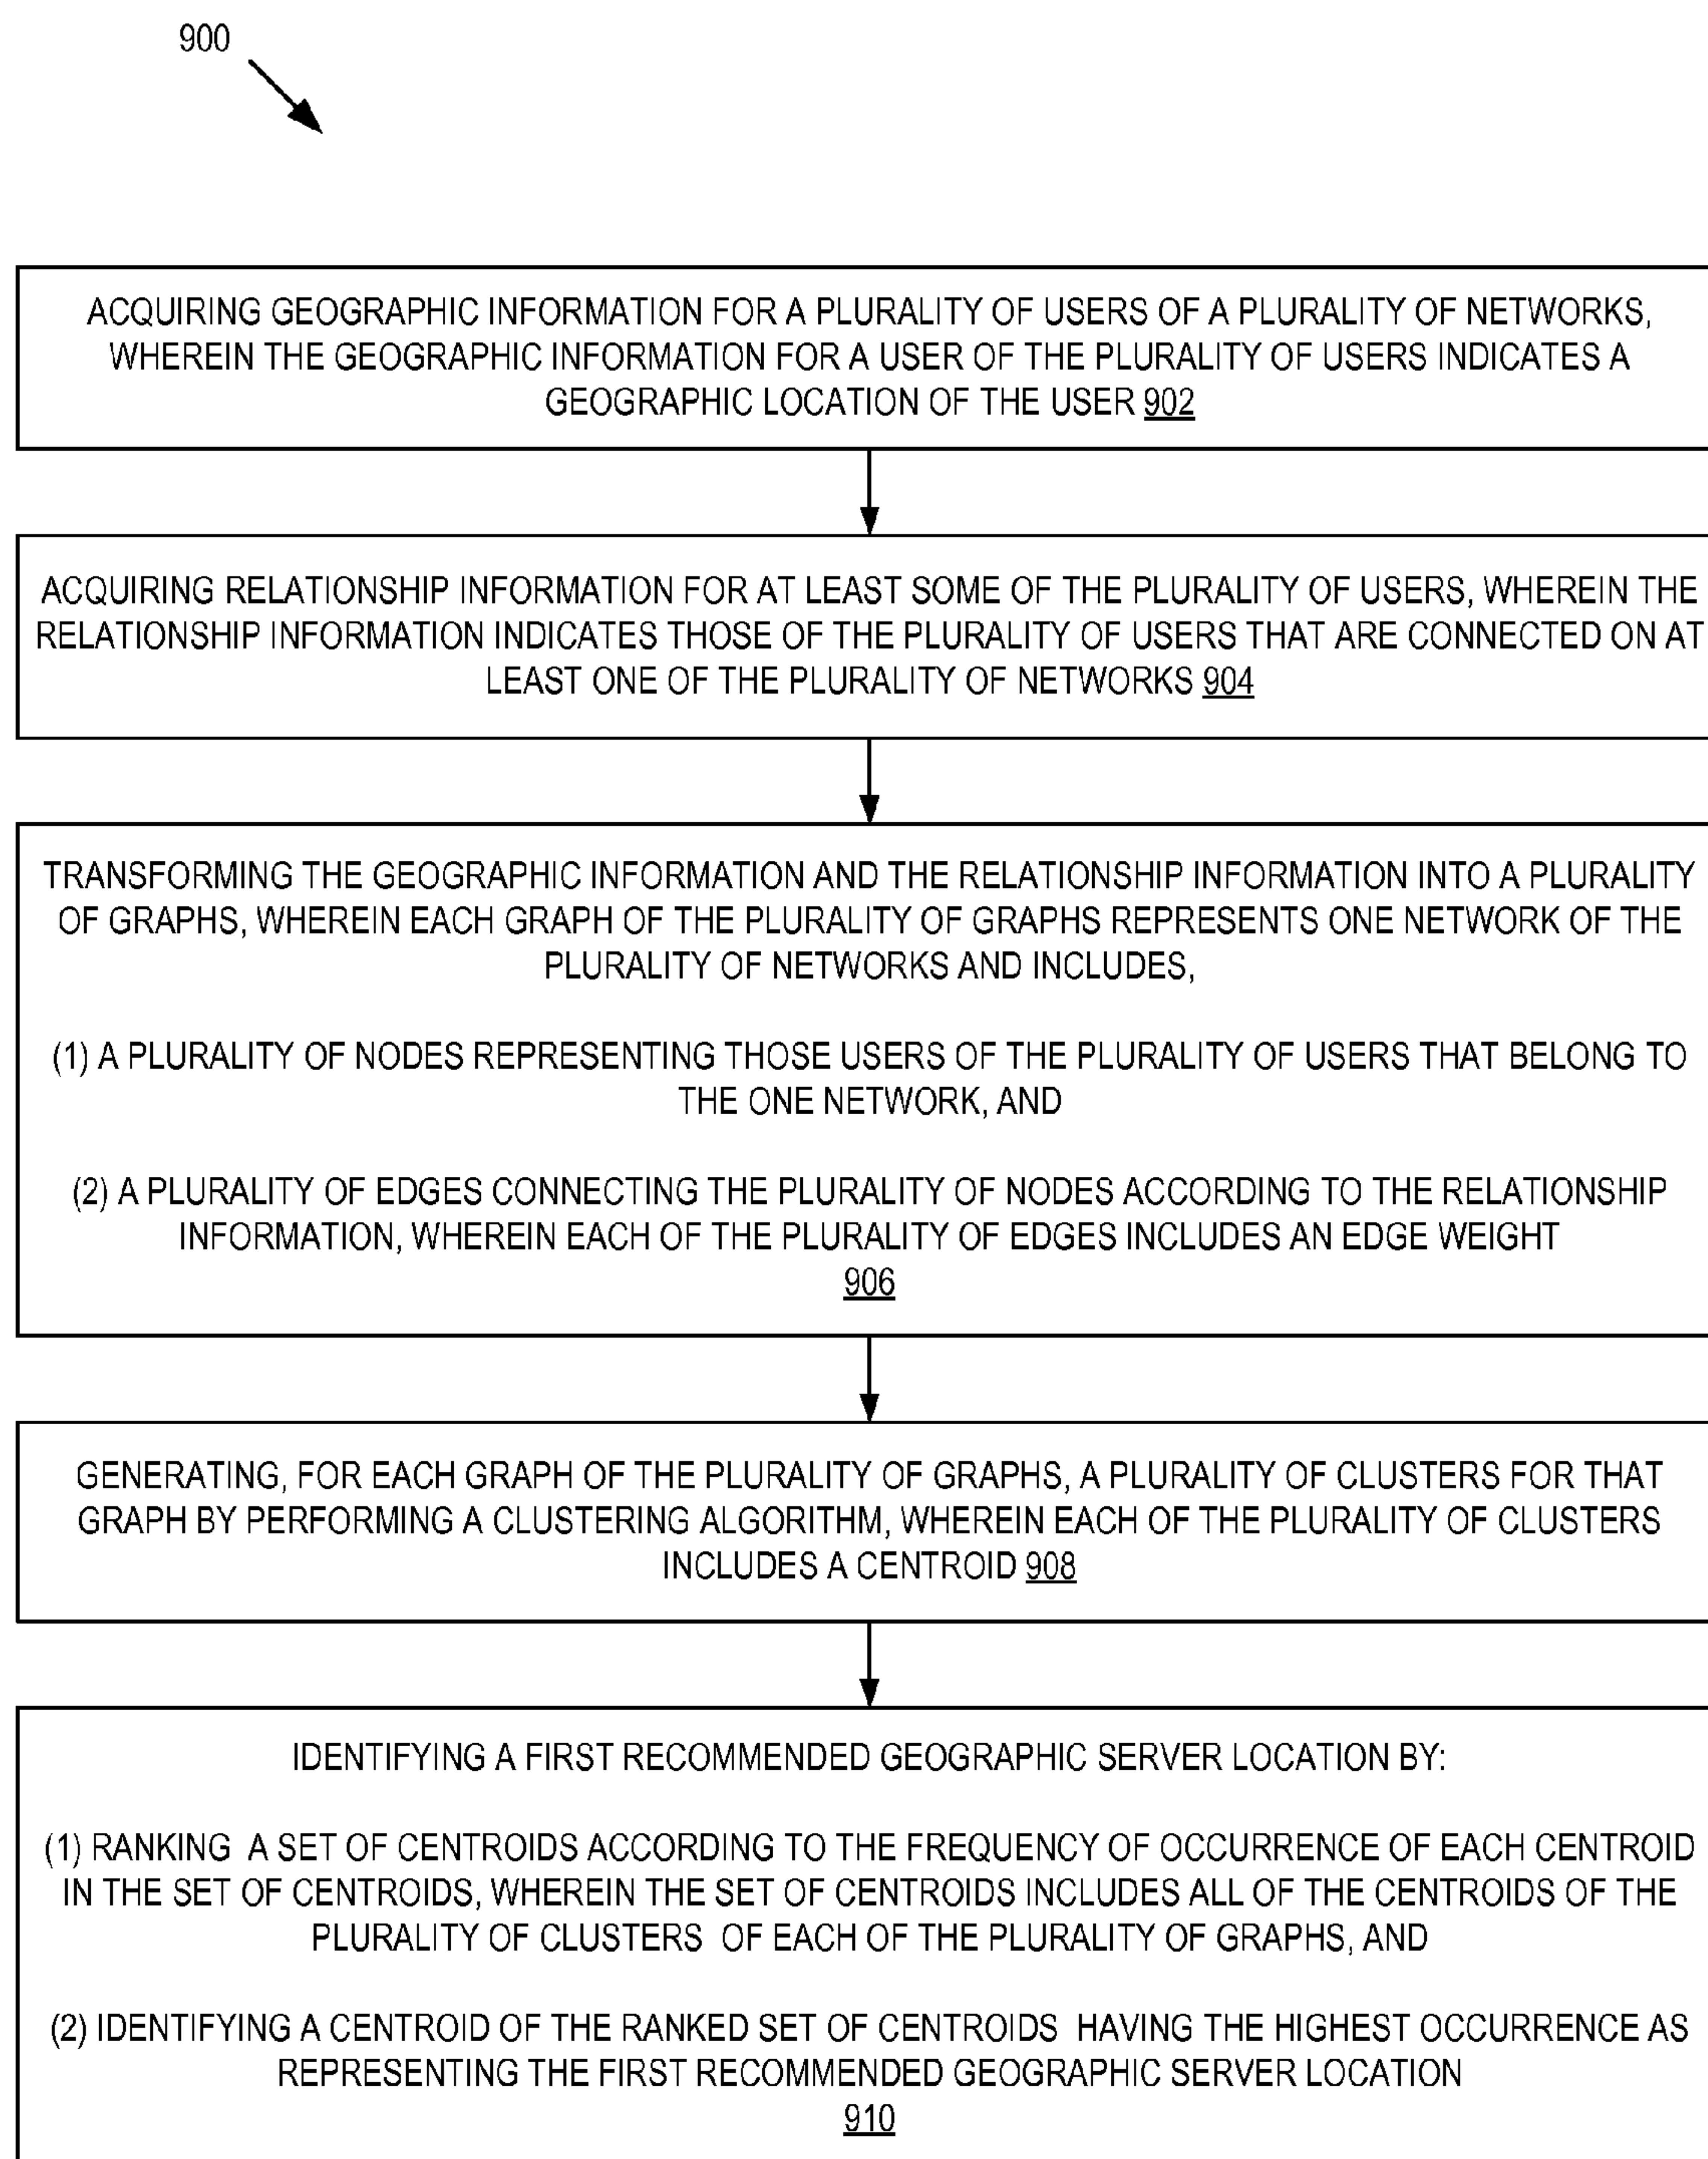 900
ACQUIRING GEOGRAPHIC INFORMATION FOR A PLURALITY OF USERS OF A PLURALITY OF NETWORKS,
WHEREIN THE GEOGRAPHIC INFORMATION FOR A USER OF THE PLURALITY OF USERS INDICATES A
GEOGRAPHIC LOCATION OF THE USER 902
ACQUIRING RELATIONSHIP INFORMATION FOR AT LEAST SOME OF THE PLURALITY OF USERS, WHEREIN THE
RELATIONSHIP INFORMATION INDICATES THOSE OF THE PLURALITY OF USERS THAT ARE CONNECTED ON AT
LEAST ONE OF THE PLURALITY OF NETWORKS 904
TRANSFORMING THE GEOGRAPHIC INFORMATION AND THE RELATIONSHIP INFORMATION INTO A PLURALITY
OF GRAPHS, WHEREIN EACH GRAPH OF THE PLURALITY OF GRAPHS REPRESENTS ONE NETWORK OF THE
PLURALITY OF NETWORKS AND INCLUDES,
(1) A PLURALITY OF NODES REPRESENTING THOSE USERS OF THE PLURALITY OF USERS THAT BELONG TO
THE ONE NETWORK, AND
(2) A PLURALITY OF EDGES CONNECTING THE PLURALITY OF NODES ACCORDING TO THE RELATIONSHIP
INFORMATION, WHEREIN EACH OF THE PLURALITY OF EDGES INCLUDES AN EDGE WEIGHT
906
GENERATING, FOR EACH GRAPH OF THE PLURALITY OF GRAPHS, A PLURALITY OF CLUSTERS FOR THAT
GRAPH BY PERFORMING A CLUSTERING ALGORITHM, WHEREIN EACH OF THE PLURALITY OF CLUSTERS
INCLUDES A CENTROID 908
IDENTIFYING A FIRST RECOMMENDED GEOGRAPHIC SERVER LOCATION BY:
(1) RANKING A SET OF CENTROIDS ACCORDING TO THE FREQUENCY OF OCCURRENCE OF EACH CENTROID
IN THE SET OF CENTROIDS, WHEREIN THE SET OF CENTROIDS INCLUDES ALL OF THE CENTROIDS OF THE
PLURALITY OF CLUSTERS OF EACH OF THE PLURALITY OF GRAPHS, AND
(2) IDENTIFYING A CENTROID OF THE RANKED SET OF CENTROIDS HAVING THE HIGHEST OCCURRENCE AS
REPRESENTING THE FIRST RECOMMENDED GEOGRAPHIC SERVER LOCATION
910